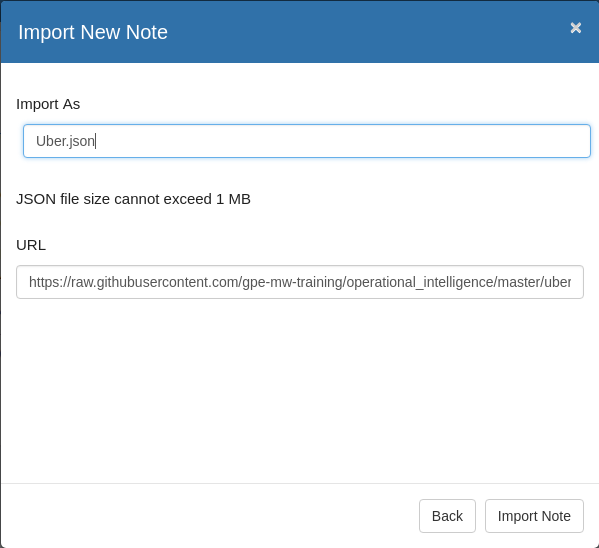 Import New Note
×
Import As
Uber.json
JSON file size cannot exceed 1 MB
URL
https://raw.githubusercontent.com/gpe-mw-training/operational_intelligence/master/uber
Back
Import Note